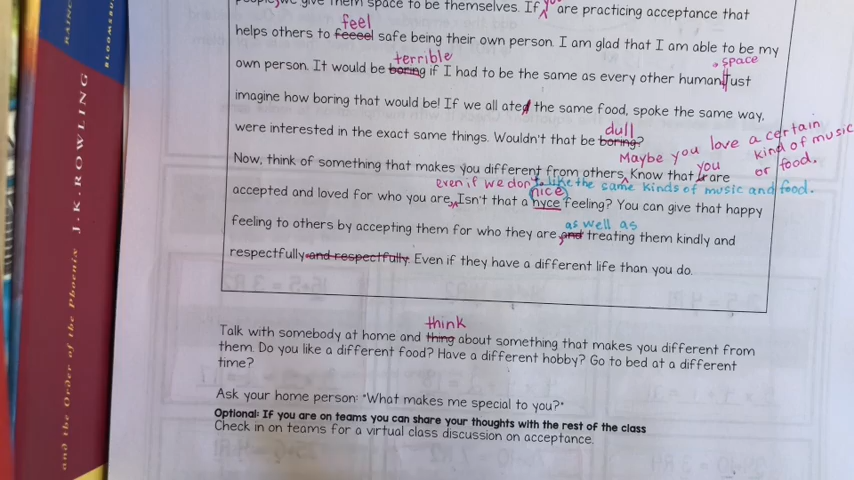 people, we give them space to be themselves. If you are practicing acceptance that
feel
helps others to feeeel safe being their own person. I am glad that I am able to be my
terrible
. space
own person. It would be boring if I had to be the same as every other human. Just
imagine how boring that would be! If we all ated the same food, spoke the same way,
dull
were interested in the exact same things. Wouldn't that be boring?
Maybe you love a certain
kind of music
or food.
you
Now, think of something that makes you different from others, Know that are
even if we don't like the same kinds of music and food.
nice
accepted and loved for who you are. Isn't that a nyce feeling? You can give that happy
as well as
feeling to others by accepting them for who they are and treating them kindly and
respectfully and respectfully. Even if they have a different life than you do.
think
Talk with somebody at home and thing about something that makes you different from
them. Do you like a different food? Have a different hobby? Go to bed at a different
time?
Ask your home person: "What makes me special to you?"
Optional: If you are on teams you can share your thoughts with the rest of the class
Check in on teams for a virtual class discussion on acceptance.
and the Order of the Phoenix J.K.ROWLING
BLOOMSBU